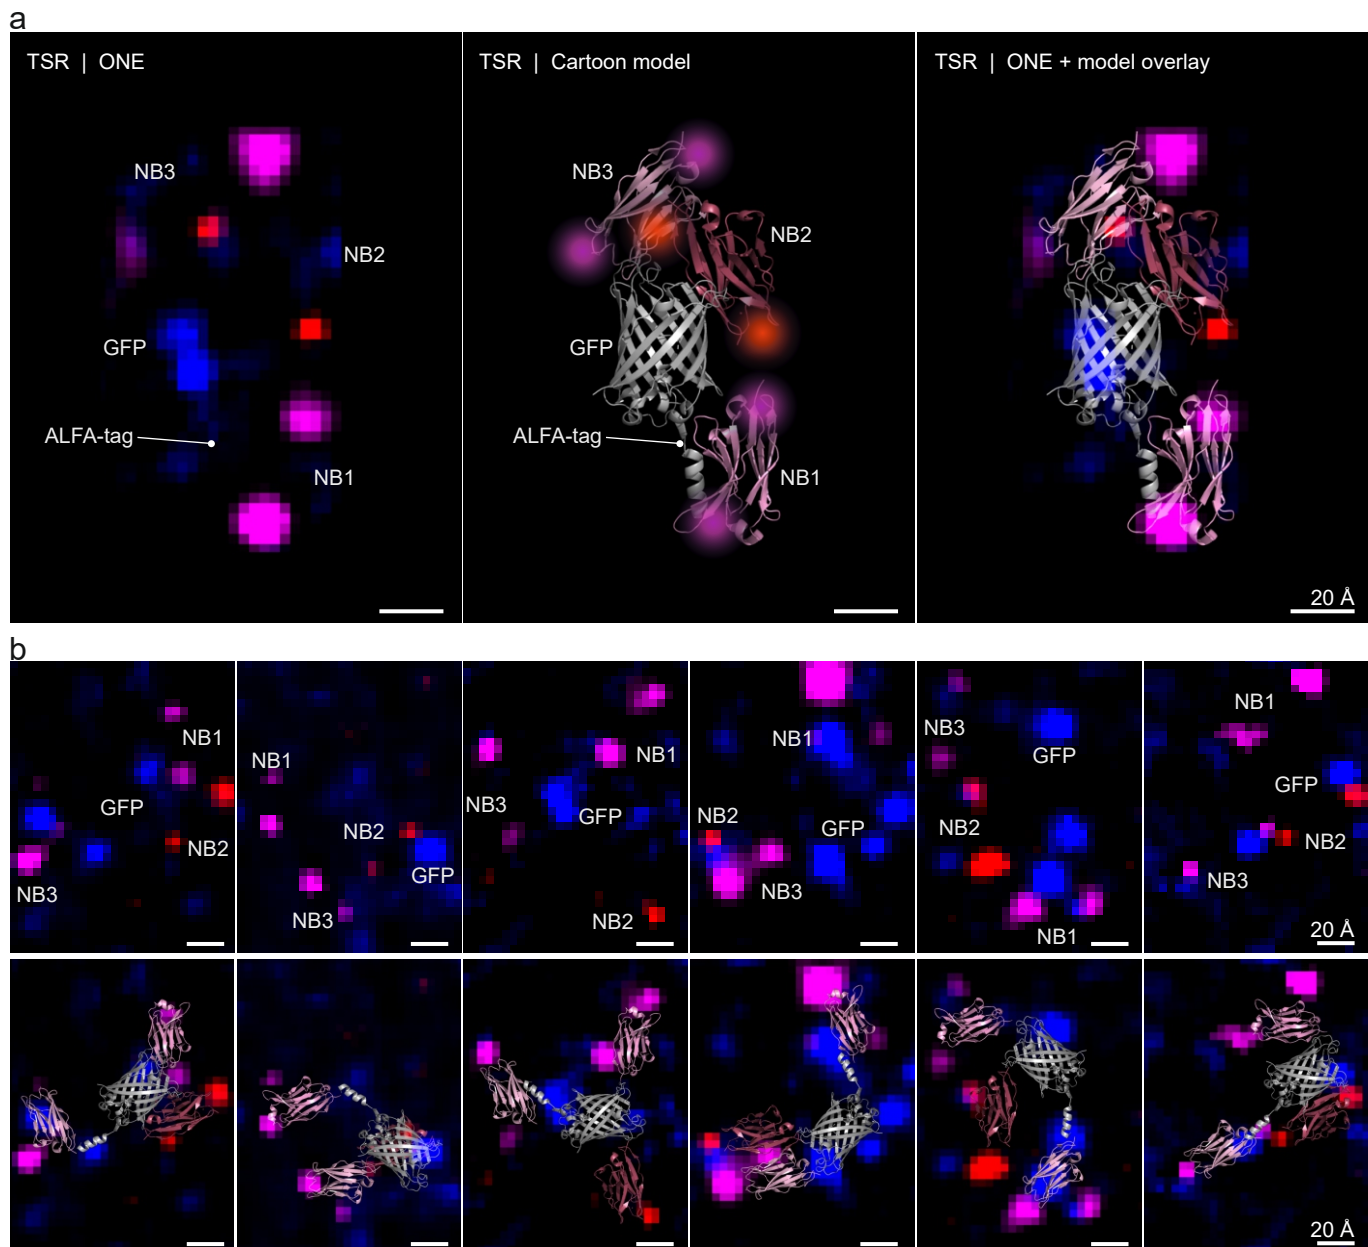 a
TSR | ONE
NB3
NB2
GFP
ALFA-tag
NB1
TSR | Cartoon model
NB3
NB2
GFP
ALFA-tag
NB1
TSR | ONE + model overlay
20 Å
b
NB1
GFP
NB2
NB3
NB1
NB2
GFP
NB3
NB1
NB3
GFP
NB2
NB1
NB2
GFP
NB3
NB3
GFP
NB2
NB1
NB1
GFP
NB2
NB3
20 Å
20 Å